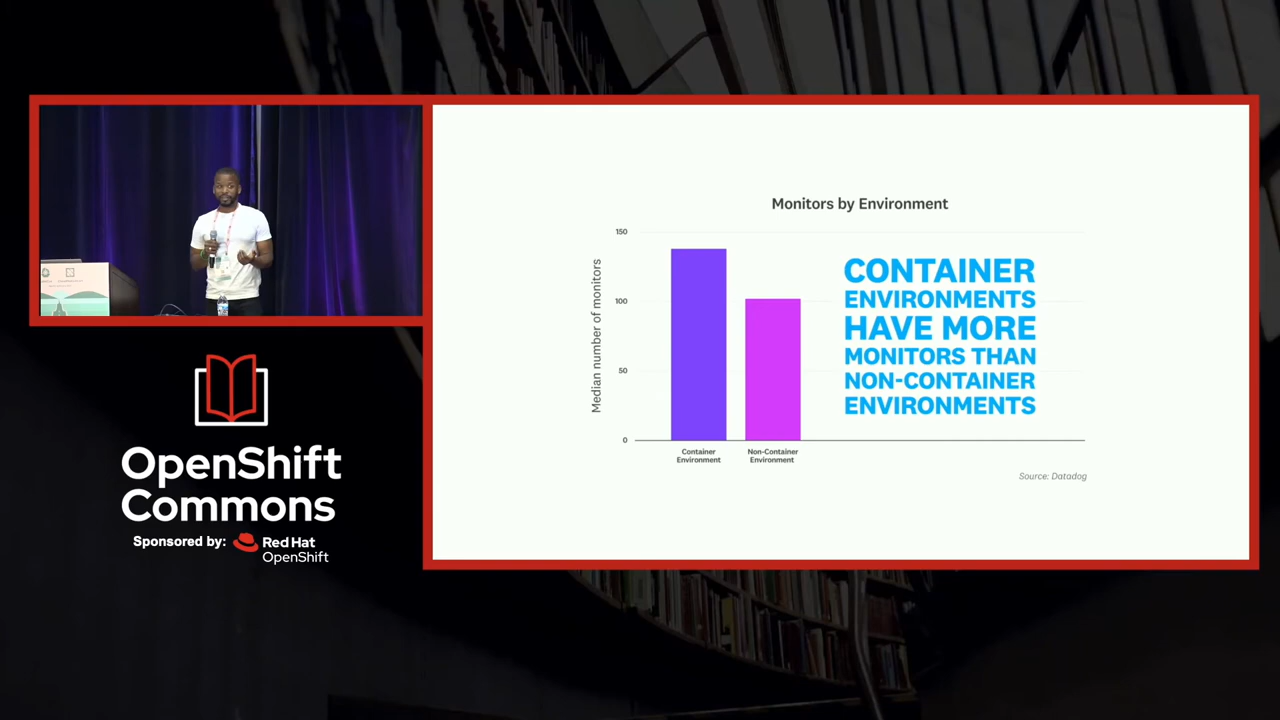 Monitors by Environment
150
100
50
0
Median number of monitors
Container
Environment
Non-Container
Environment
CONTAINER
ENVIRONMENTS
HAVE MORE
MONITORS THAN
NON-CONTAINER
ENVIRONMENTS
Source: Datadog
OpenShift
Commons
Sponsored by:
Red Hat
OpenShift